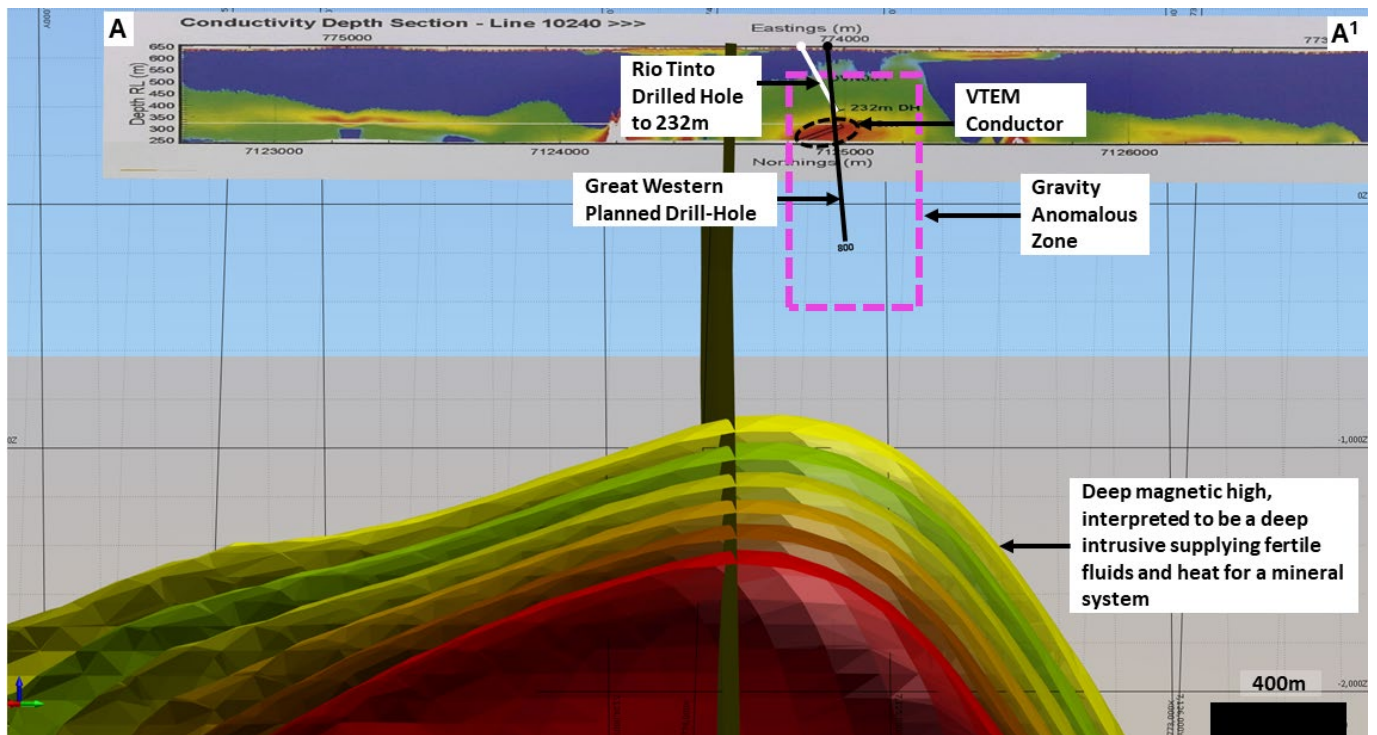 A
Conductivity Depth Section - Line 10240 >>>
A1
Eastings (m)
775000
774000
Depth RL (m)
650
600
550
500
450
400
350
300
250
Rio Tinto
Drilled Hole
to 232m
232m DH
VTEM
Conductor
7123000
7124000
7125000
7126000
Northings (m)
Great Western
Planned Drill-Hole
Gravity
Anomalous
Zone
800
0Z
-1,000Z
Deep magnetic high,
interpreted to be a deep
intrusive supplying fertile
fluids and heat for a mineral
system
400m
-2,000Z